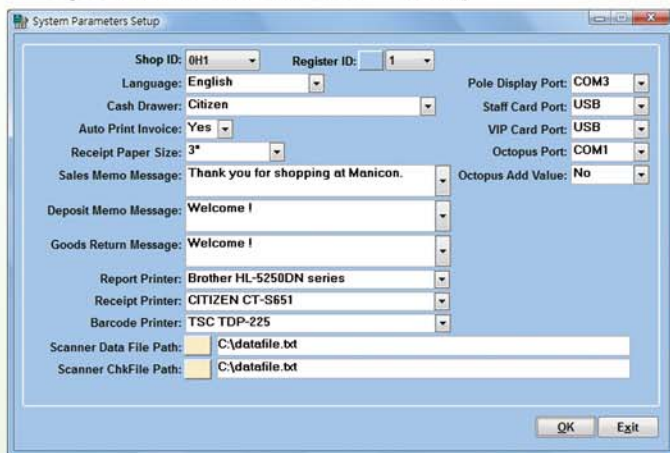 System Parameters Setup
Shop ID: 0H1 Register ID: 1
Language: English Pole Display Port: COM3
Cash Drawer: Citizen Staff Card Port: USB
Auto Print Invoice: Yes VIP Card Port: USB
Receipt Paper Size: 3" Octopus Port: COM1
Sales Memo Message: Thank you for shopping at Manicon. Octopus Add Value: No
Deposit Memo Message: Welcome !
Goods Return Message: Welcome !
Report Printer: Brother HL-5250DN series
Receipt Printer: CITIZEN CT-S651
Barcode Printer: TSC TDP-225
Scanner Data File Path: C:\datafile.txt
Scanner ChkFile Path: C:\datafile.txt
OK Exit